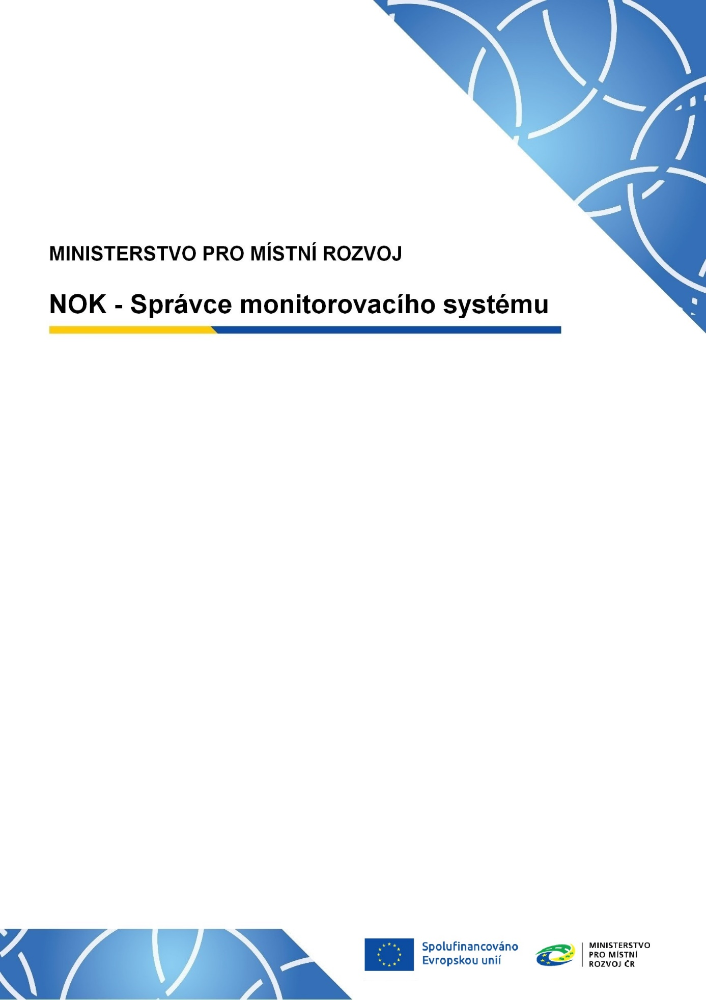 MINISTERSTVO PRO MÍSTNÍ ROZVOJ
NOK - Správce monitorovacího systému
Spolufinancováno
Evropskou unií
MINISTERSTVO
PRO MÍSTNÍ
ROZVOJ ČR